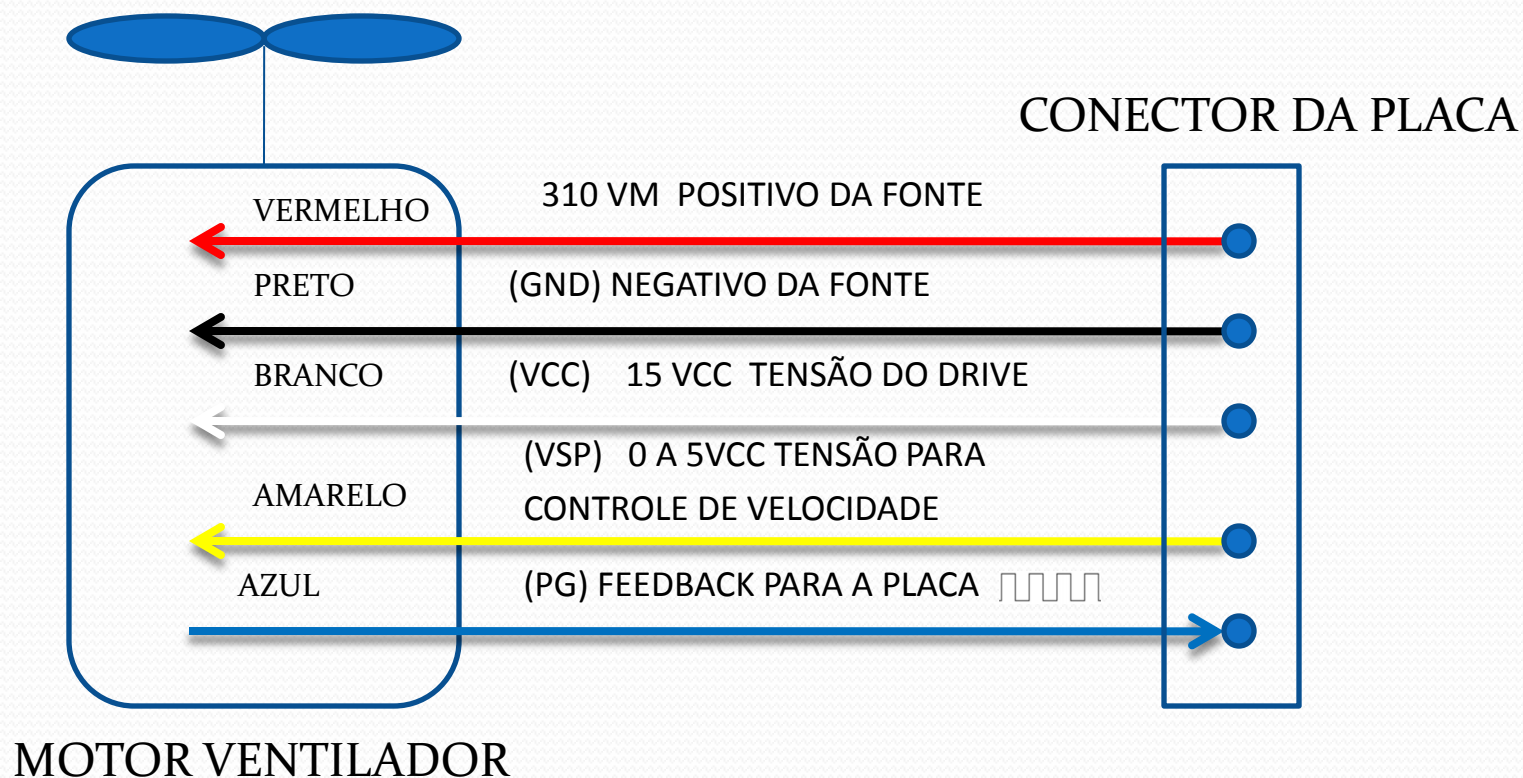 CONECTOR DA PLACA
VERMELHO
310 VM POSITIVO DA FONTE
PRETO
(GND) NEGATIVO DA FONTE
BRANCO
(VCC) 15 VCC TENSÃO DO DRIVE
(VSP) 0 A 5VCC TENSÃO PARA
AMARELO
CONTROLE DE VELOCIDADE
AZUL
(PG) FEEDBACK PARA A PLACA
MOTOR VENTILADOR